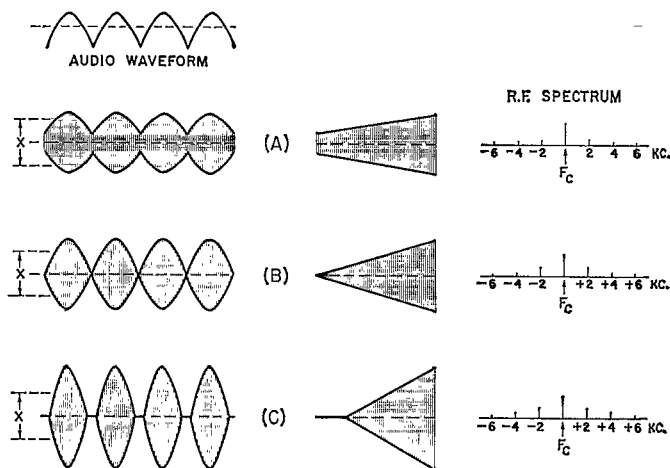 AUDIO WAVEFORM
R.F. SPECTRUM
X
(A)
-6 -4 -2 2 4 6 KC.
FC
X
(B)
-6 -4 -2 +2 +4 +6 KC.
FC
X
(C)
-6 -4 -2 +2 +4 +6 KC.
FC